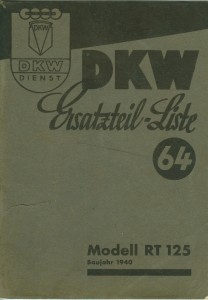 DKW
DIENST
DKW
Ersatzteil-Liste
64
Modell RT 125
Baujahr 1940